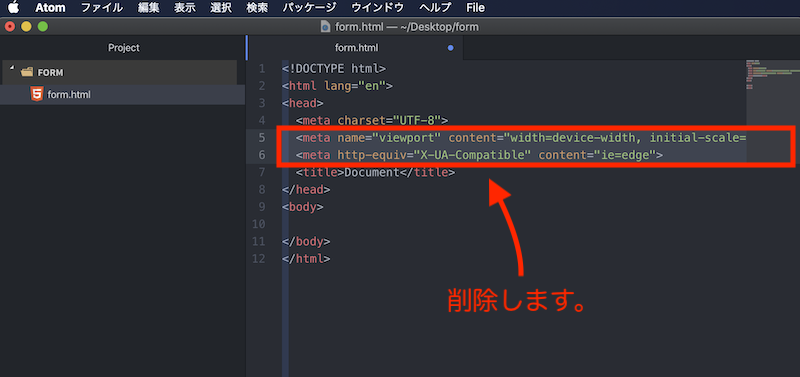 Atom ファイル 編集 表示 選択 検索 パッケージ ウインドウ ヘルプ File
form.html — ~/Desktop/form
Project
form.html
FORM
form.html
1 <!DOCTYPE html>
2 <html lang="en">
3 <head>
4 <meta charset="UTF-8">
5 <meta name="viewport" content="width=device-width, initial-scale=
6 <meta http-equiv="X-UA-Compatible" content="ie=edge">
7 <title>Document</title>
8 </head>
9 <body>
10
11 </body>
12 </html>
削除します。